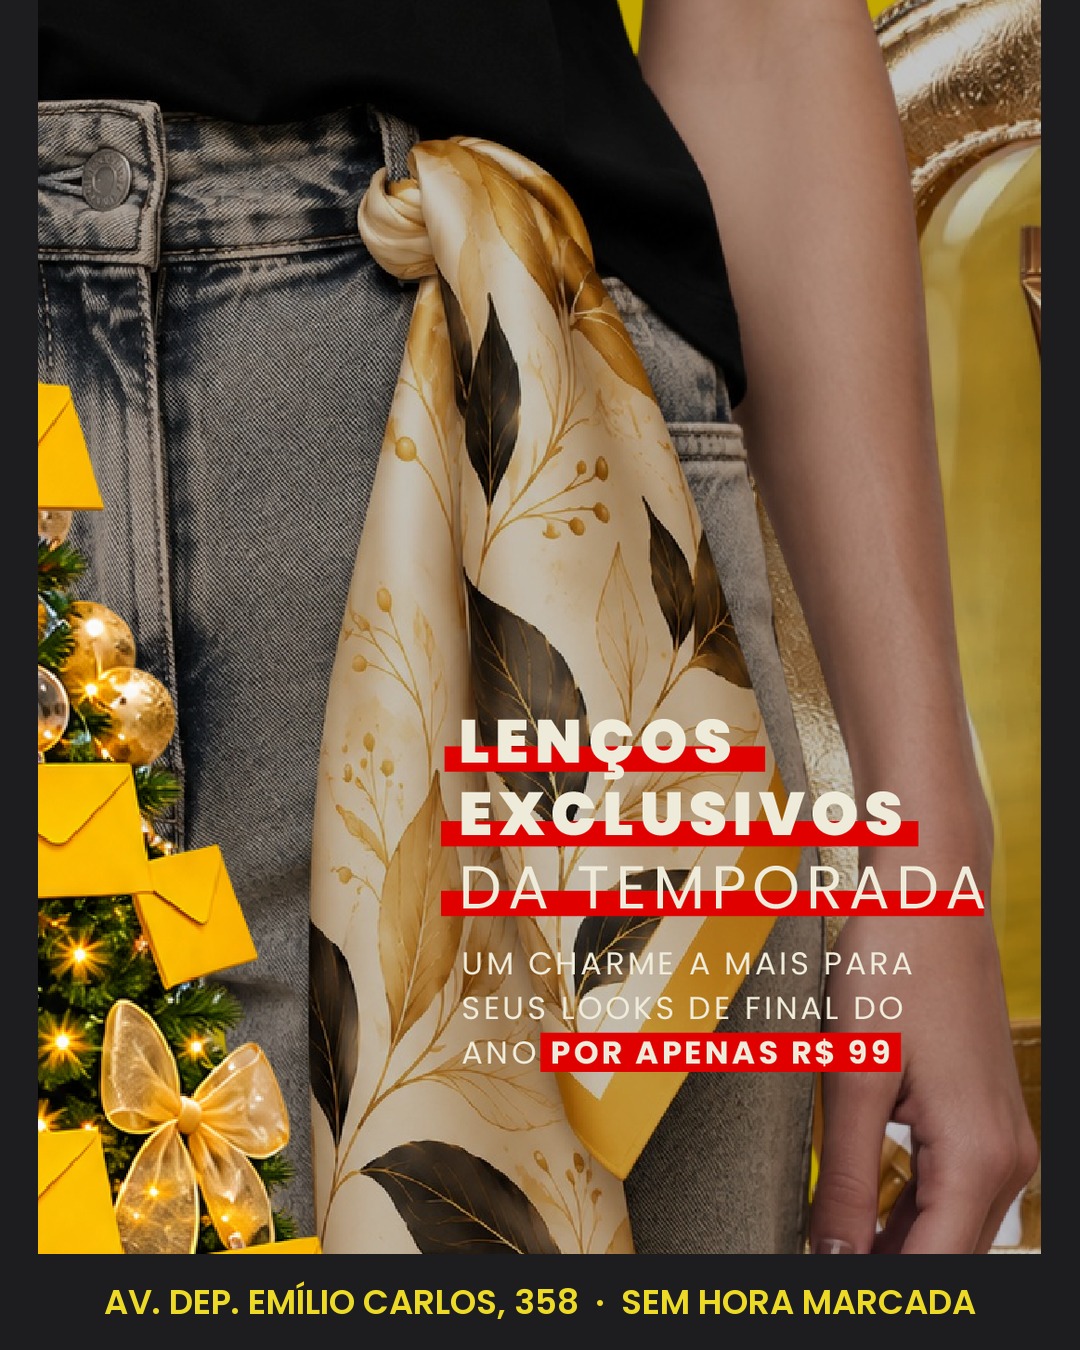 LENÇOS
EXCLUSIVOS
DA TEMPORADA
UM CHARME A MAIS PARA
SEUS LOOKS DE FINAL DO
ANO POR APENAS R$ 99
AV. DEP. EMÍLIO CARLOS, 358 · SEM HORA MARCADA